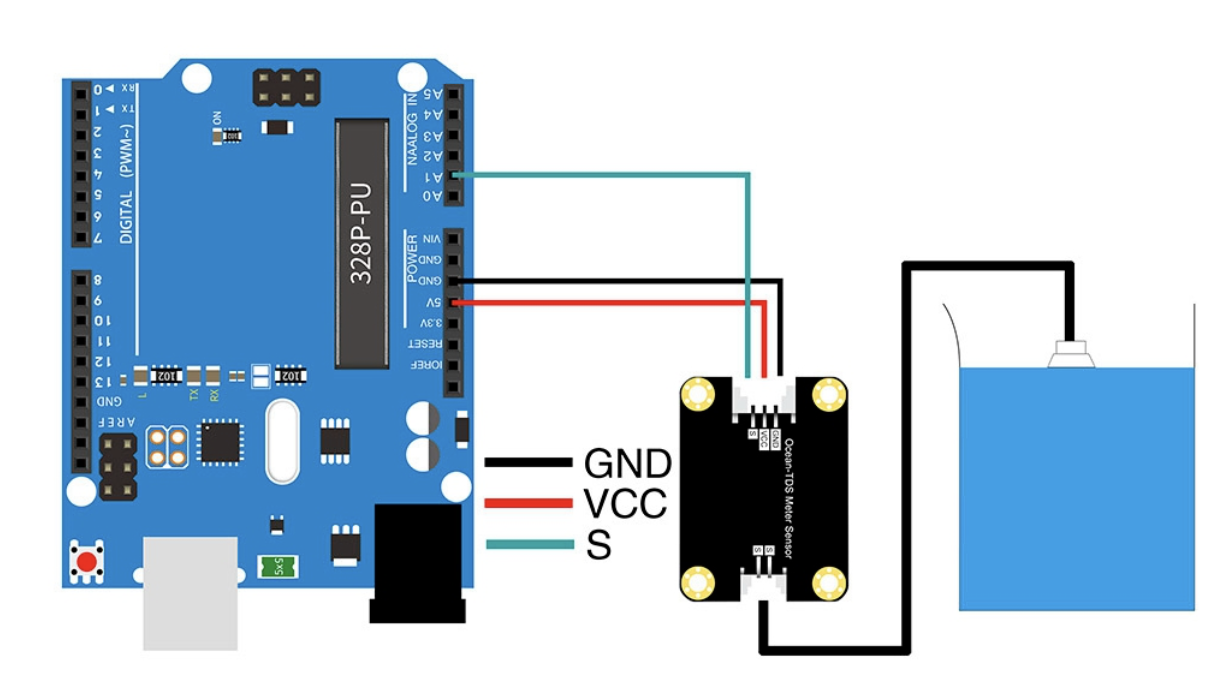 0 ◄ RX
1 ◄ TX
2
3
4
5
6
7
DIGITAL (PWM~)
8
9
10
11
12
13
GND
AREF
ON
102
L
TX
RX
102
102
5x5
328P-PU
NAALOG IN
A5
A4
A3
A2
A1
A0
POWER
VIN
GND
GND
5V
3.3V
RESET
IOREF
GND
VCC
S
S
VCC
GND
Ocean-TDS Meter Sensor
S
S